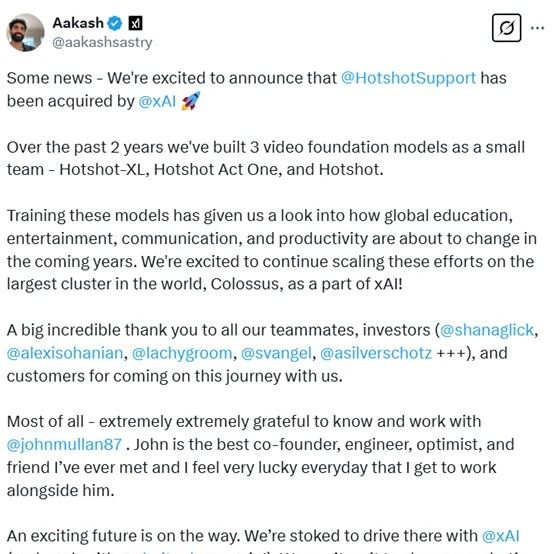 Aakash
@aakashsastry
Some news - We're excited to announce that @HotshotSupport has
been acquired by @xAI 🚀
Over the past 2 years we've built 3 video foundation models as a small
team - Hotshot-XL, Hotshot Act One, and Hotshot.
Training these models has given us a look into how global education,
entertainment, communication, and productivity are about to change in
the coming years. We're excited to continue scaling these efforts on the
largest cluster in the world, Colossus, as a part of xAI!
A big incredible thank you to all our teammates, investors (@shanaglick,
@alexisohanian, @lachygroom, @svangel, @asilverschotz +++), and
customers for coming on this journey with us.
Most of all - extremely extremely grateful to know and work with
@johnmullan87 . John is the best co-founder, engineer, optimist, and
friend I've ever met and I feel very lucky everyday that I get to work
alongside him.
An exciting future is on the way. We're stoked to drive there with @xAI